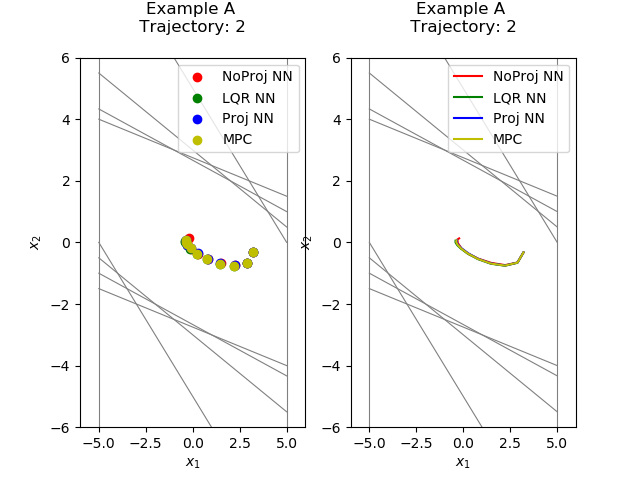 Example A
Trajectory: 2
6
4
2
0
−2
−4
−6
x₂
−5.0
−2.5
0.0
2.5
5.0
x₁
NoProj NN
LQR NN
Proj NN
MPC
Example A
Trajectory: 2
6
4
2
0
−2
−4
−6
x₂
−5.0
−2.5
0.0
2.5
5.0
x₁
NoProj NN
LQR NN
Proj NN
MPC